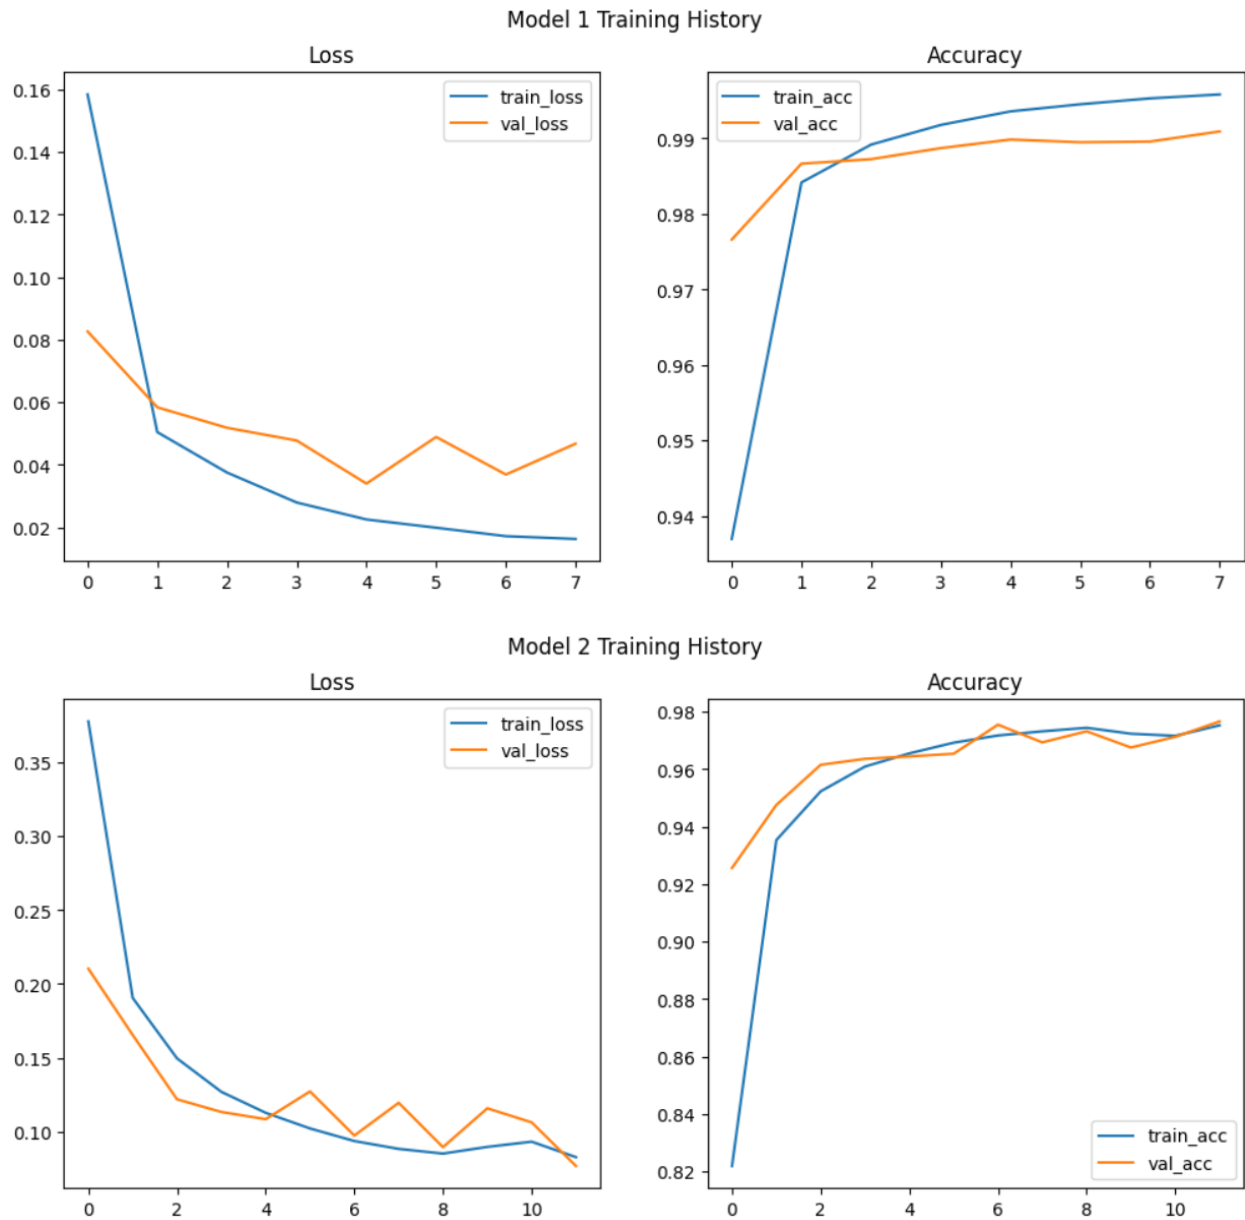 Model 1 Training History
Loss
Accuracy
0.16
0.14
0.12
0.10
0.08
0.06
0.04
0.02
train_loss
val_loss
0 1 2 3 4 5 6 7
0.99
0.98
0.97
0.96
0.95
0.94
train_acc
val_acc
0 1 2 3 4 5 6 7
Model 2 Training History
Loss
Accuracy
0.35
0.30
0.25
0.20
0.15
0.10
train_loss
val_loss
0 2 4 6 8 10
0.98
0.96
0.94
0.92
0.90
0.88
0.86
0.84
0.82
train_acc
val_acc
0 2 4 6 8 10